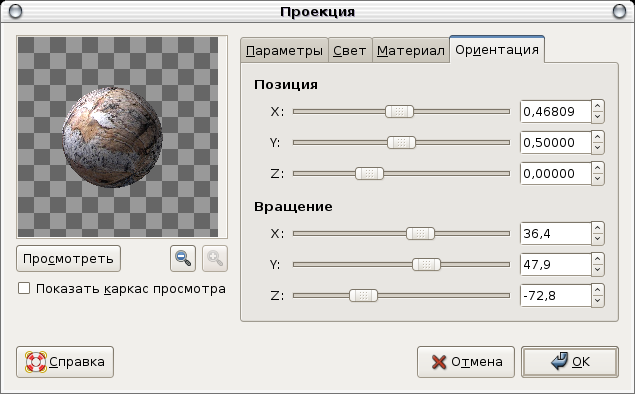 Проекция
Параметры Свет Материал Ориентация
Позиция
X: 0,46809
Y: 0,50000
Z: 0,00000
Вращение
X: 36,4
Y: 47,9
Z: -72,8
Просмотреть
Показать каркас просмотра
Справка Отмена OK